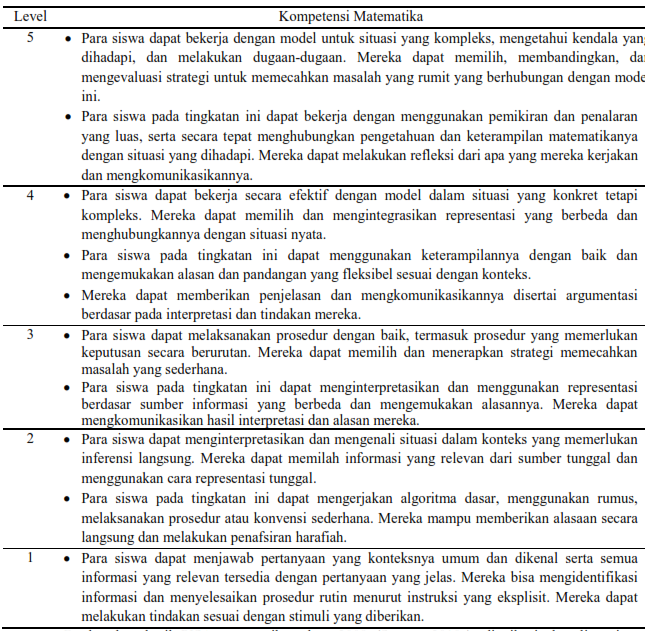 Level Kompetensi Matematika
5 • Para siswa dapat bekerja dengan model untuk situasi yang kompleks, mengetahui kendala yang
dihadapi, dan melakukan dugaan-dugaan. Mereka dapat memilih, membandingkan, dan
mengevaluasi strategi untuk memecahkan masalah yang rumit yang berhubungan dengan mode
ini.
• Para siswa pada tingkatan ini dapat bekerja dengan menggunakan pemikiran dan penalaran
yang luas, serta secara tepat menghubungkan pengetahuan dan keterampilan matematikanya
dengan situasi yang dihadapi. Mereka dapat melakukan refleksi dari apa yang mereka kerjakan
dan mengkomunikasikannya.
4 • Para siswa dapat bekerja secara efektif dengan model dalam situasi yang konkret tetapi
kompleks. Mereka dapat memilih dan mengintegrasikan representasi yang berbeda dan
menghubungkannya dengan situasi nyata.
• Para siswa pada tingkatan ini dapat menggunakan keterampilannya dengan baik dan
mengemukakan alasan dan pandangan yang fleksibel sesuai dengan konteks.
• Mereka dapat memberikan penjelasan dan mengkomunikasikannya disertai argumentasi
berdasar pada interpretasi dan tindakan mereka.
3 • Para siswa dapat melaksanakan prosedur dengan baik, termasuk prosedur yang memerlukan
keputusan secara berurutan. Mereka dapat memilih dan menerapkan strategi memecahkan
masalah yang sederhana.
• Para siswa pada tingkatan ini dapat menginterpretasikan dan menggunakan representasi
berdasar sumber informasi yang berbeda dan mengemukakan alasannya. Mereka dapat
mengkomunikasikan hasil interpretasi dan alasan mereka.
2 • Para siswa dapat menginterpretasikan dan mengenali situasi dalam konteks yang memerlukan
inferensi langsung. Mereka dapat memilah informasi yang relevan dari sumber tunggal dan
menggunakan cara representasi tunggal.
• Para siswa pada tingkatan ini dapat mengerjakan algoritma dasar, menggunakan rumus,
melaksanakan prosedur atau konvensi sederhana. Mereka mampu memberikan alasaan secara
langsung dan melakukan penafsiran harafiah.
1 • Para siswa dapat menjawab pertanyaan yang konteksnya umum dan dikenal serta semua
informasi yang relevan tersedia dengan pertanyaan yang jelas. Mereka bisa mengidentifikasi
informasi dan menyelesaikan prosedur rutin menurut instruksi yang eksplisit. Mereka dapat
melakukan tindakan sesuai dengan stimuli yang diberikan.